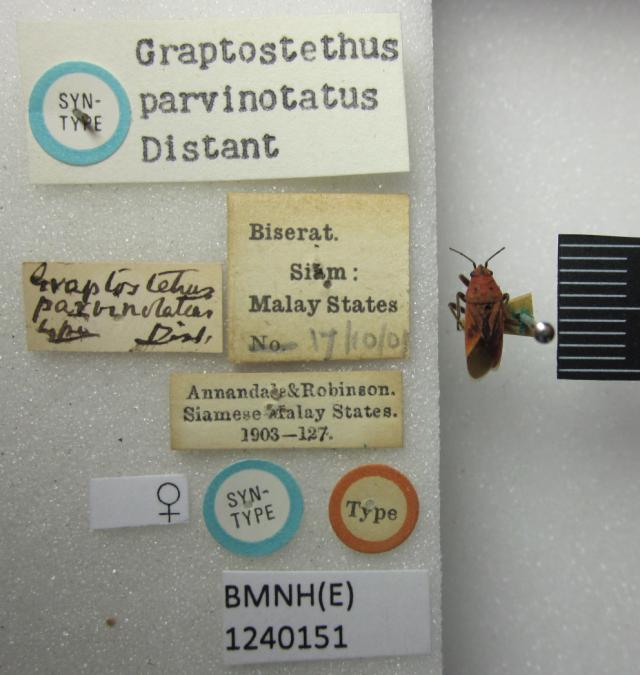 Graptostethus
SYN-
TYPE
parvinotatus
Distant
Biserat.
Siam:
Malay States
No. 17/10/01
Graptostethus
parvinotatus
type Dist.
Annandale&Robinson.
Siamese Malay States.
1903—127.
♀
SYN-
TYPE
Type
BMNH(E)
1240151